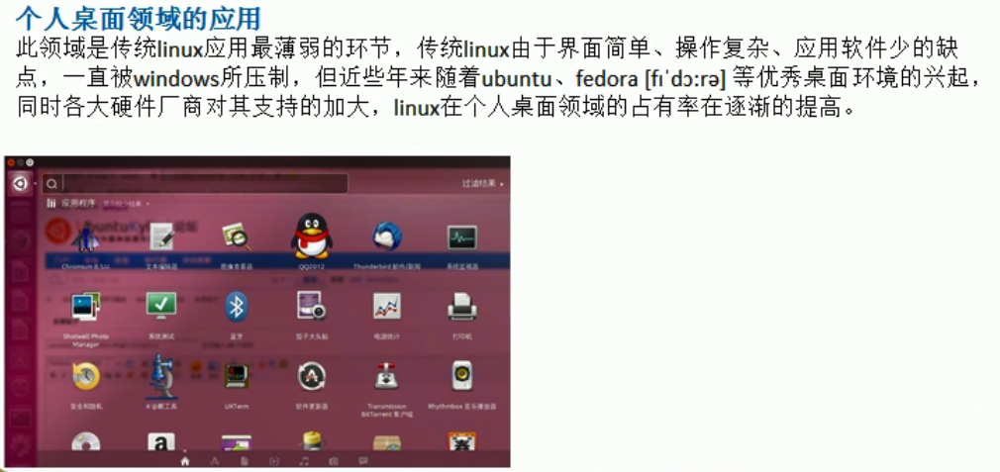 个人桌面领域的应用
此领域是传统linux应用最薄弱的环节，传统linux由于界面简单、操作复杂、应用软件少的缺
点，一直被windows所压制，但近些年来随着ubuntu、fedora [fɪˈdɔ:rə] 等优秀桌面环境的兴起，
同时各大硬件厂商对其支持的加大，linux在个人桌面领域的占有率在逐渐的提高。
过滤结果
应用程序
Chromium B.S.U. 文本编辑器 图像查看器 QQ2012 Thunderbird 邮件/新闻 系统监视器
Shotwell Photo 系统测试 蓝牙 茄子大头贴 电源统计 打印机
Manager
安全和隐私 X 诊断工具 UXTerm 软件更新器 Transmission Rhythmbox 音乐播放器
BitTorrent 客户端